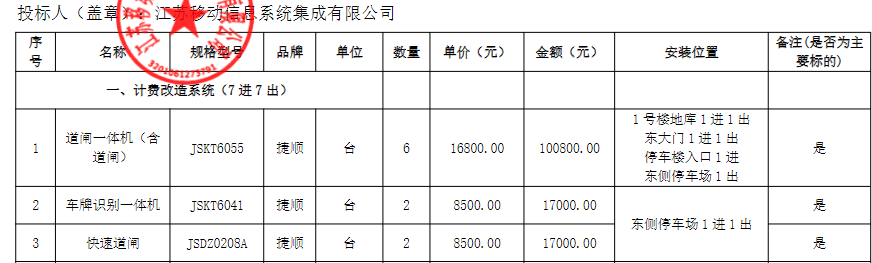 投标人（盖章）：江苏移动信息系统集成有限公司
序号 名称 规格型号 品牌 单位 数量 单价（元） 金额（元） 安装位置 备注(是否为主要标的)
一、计费改造系统（7进7出）
1 道闸一体机（含道闸） JSKT6055 捷顺 台 6 16800.00 100800.00 1号楼地库1进1出 东大门1进1出 停车楼入口1进 东侧停车场1出 是
2 车牌识别一体机 JSKT6041 捷顺 台 2 8500.00 17000.00 东侧停车场1进1出 是
3 快速道闸 JSDZ0208A 捷顺 台 2 8500.00 17000.00 是
3201061273791